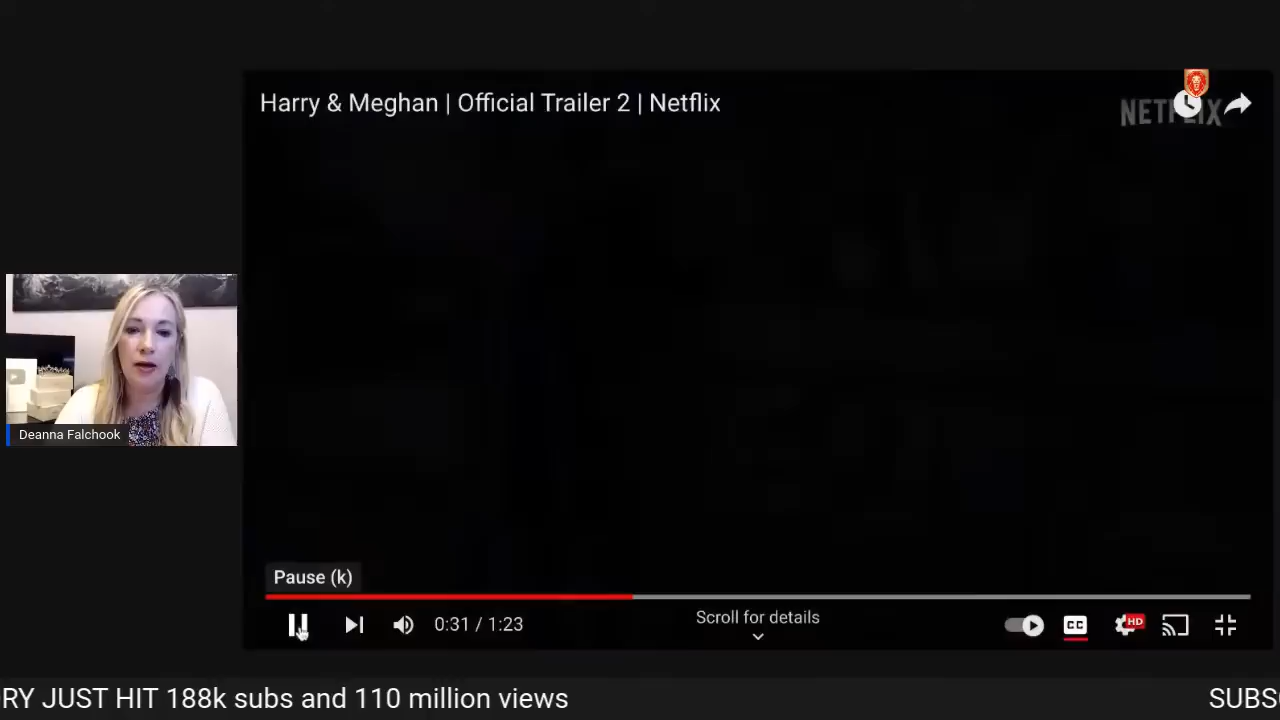 Harry & Meghan | Official Trailer 2 | Netflix
NETFLIX
Deanna Falchook
Pause (k)
0:31 / 1:23
Scroll for details
CC
HD
RY JUST HIT 188k subs and 110 million views
SUBS